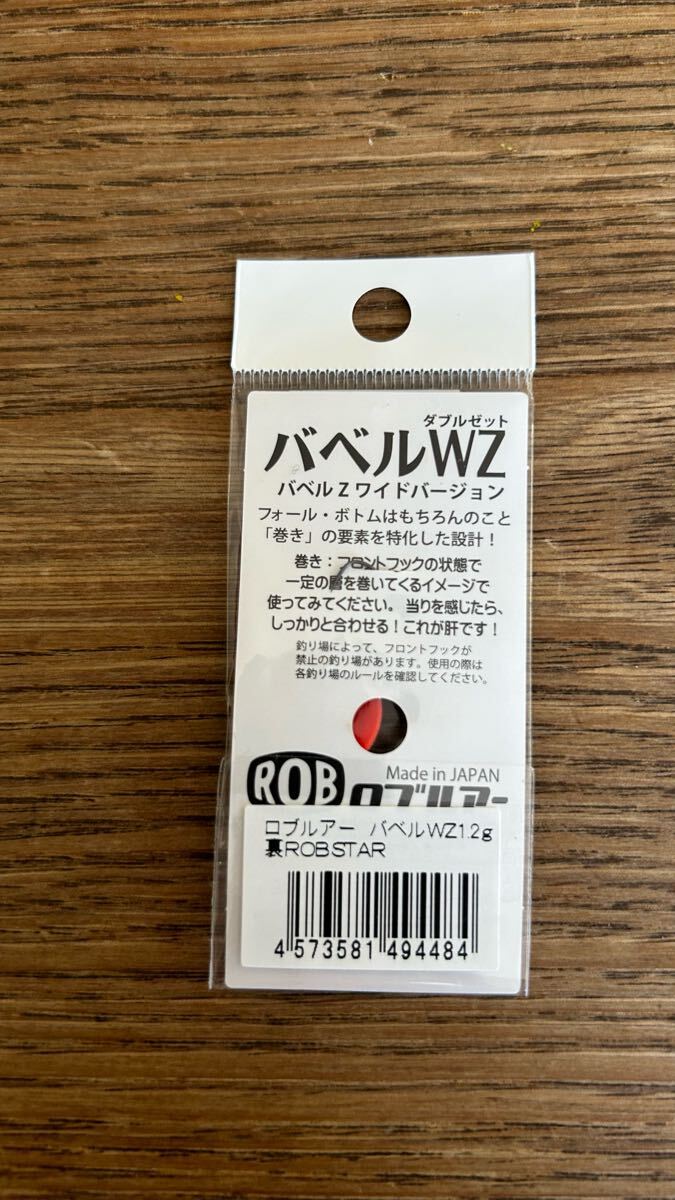 ダブルゼット
バベルWZ
バベル Z ワイドバージョン
フォール・ボトムはもちろんのこと
「巻き」の要素を特化した設計！
巻き：フロントフックの状態で
一定の層を巻いてくるイメージで
使ってみてください。当りを感じたら、
しっかりと合わせる！これが肝です！
釣り場によって、フロントフックが
禁止の釣り場があります。使用の際は
各釣り場のルールを確認してください。
Made in JAPAN
ROB ロブルアー
ロブルアー バベルWZ1.2g
裏ROBSTAR
4 573581 494484